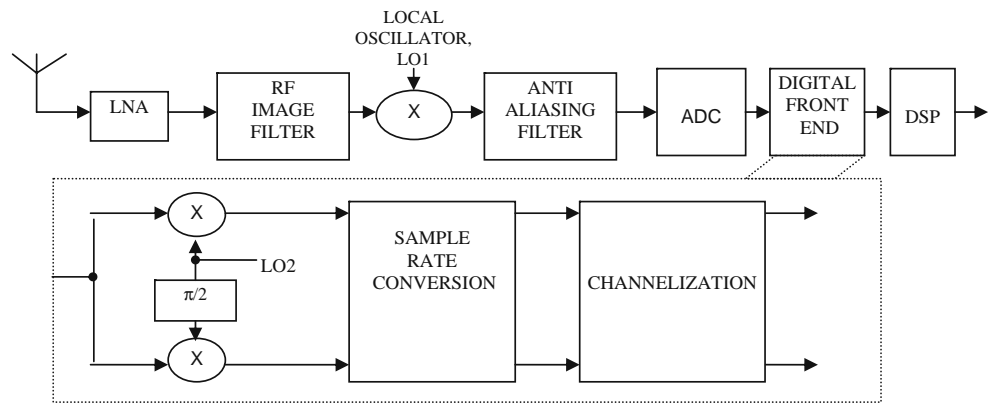 LOCAL
OSCILLATOR,
LO1
LNA
RF
IMAGE
FILTER
X
ANTI
ALIASING
FILTER
ADC
DIGITAL
FRONT
END
DSP
X
LO2
π/2
X
SAMPLE
RATE
CONVERSION
CHANNELIZATION